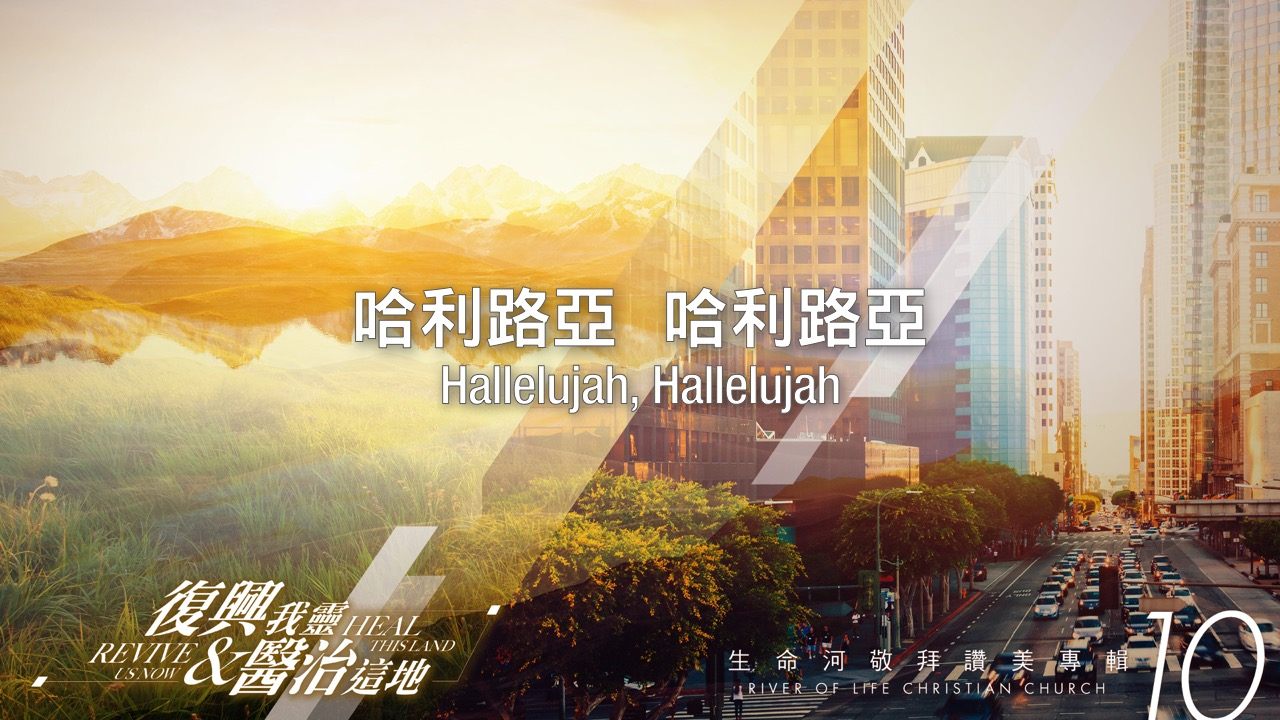 哈利路亞 哈利路亞
Hallelujah, Hallelujah
復興我靈 HEAL
REVIVE THIS LAND
US NOW & 醫治這地
生命河敬拜讚美專輯 10
RIVER OF LIFE CHRISTIAN CHURCH